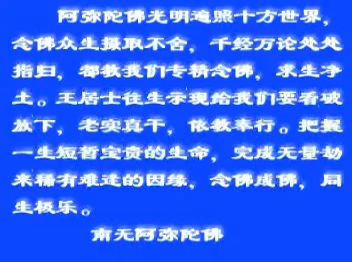 阿弥陀佛光明遍照十方世界，
念佛众生摄取不舍，千经万论处处
指归，都教我们专精念佛，求生净
土。王居士往生示现给我们要看破
放下，老实真干，依教奉行。把握
一生短暂宝贵的生命，完成无量劫
来稀有难逢的因缘，念佛成佛，同
生极乐。
南无阿弥陀佛